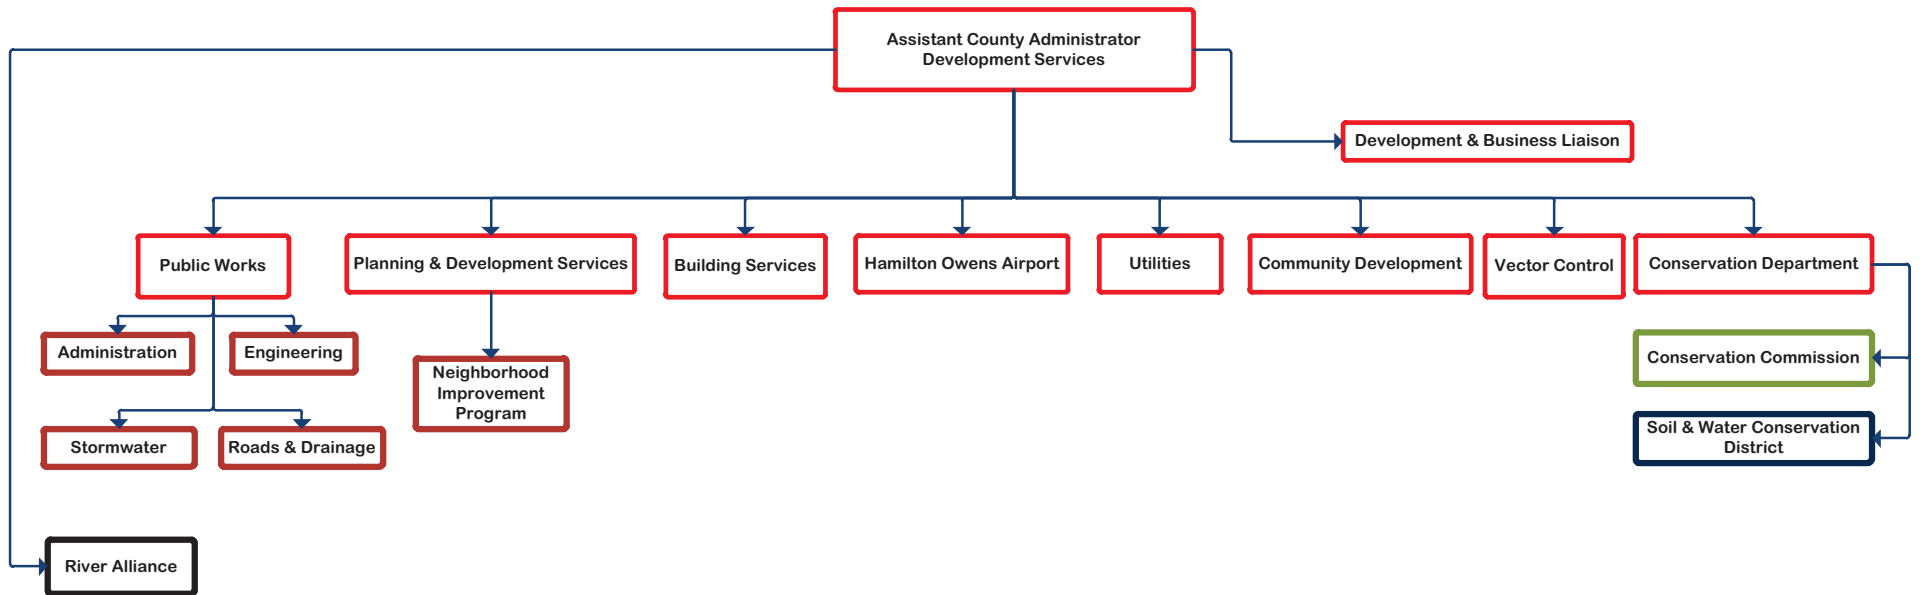 Assistant County Administrator
Development Services
Development & Business Liaison
Public Works
Planning & Development Services
Building Services
Hamilton Owens Airport
Utilities
Community Development
Vector Control
Conservation Department
Administration
Engineering
Neighborhood
Improvement
Program
Conservation Commission
Stormwater
Roads & Drainage
Soil & Water Conservation
District
River Alliance